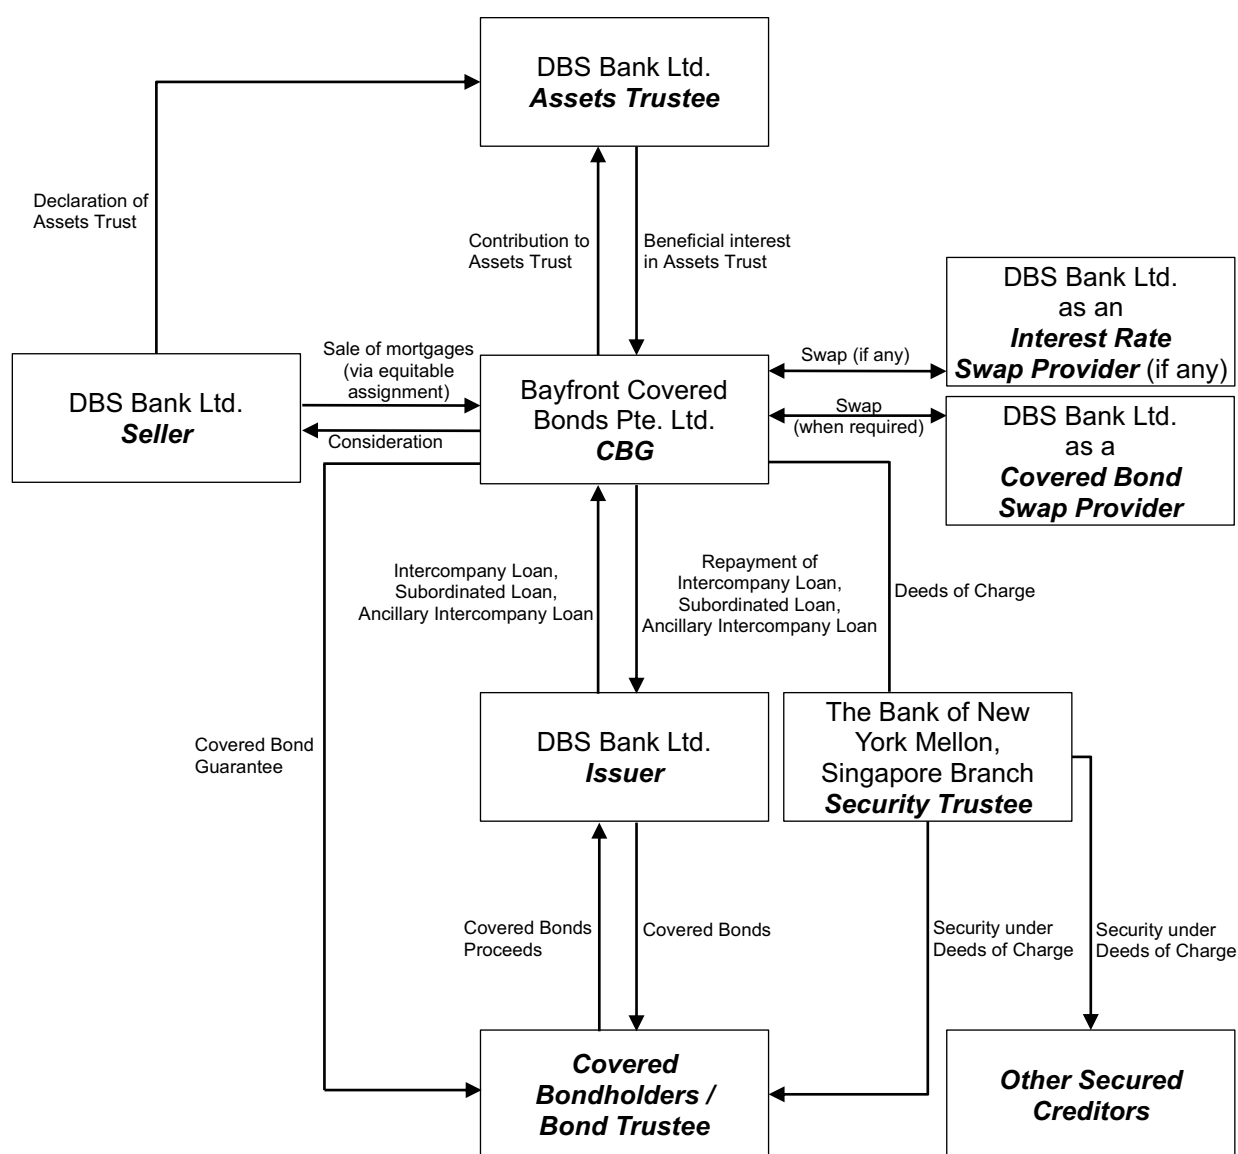 DBS Bank Ltd.
Assets Trustee
Declaration of
Assets Trust
Contribution to
Assets Trust
Beneficial interest
in Assets Trust
DBS Bank Ltd.
as an
Interest Rate
Swap Provider (if any)
Sale of mortgages
(via equitable
assignment)
Swap (if any)
DBS Bank Ltd.
Seller
Bayfront Covered
Bonds Pte. Ltd.
CBG
Consideration
Swap
(when required)
DBS Bank Ltd.
as a
Covered Bond
Swap Provider
Intercompany Loan,
Subordinated Loan,
Ancillary Intercompany Loan
Repayment of
Intercompany Loan,
Subordinated Loan,
Ancillary Intercompany Loan
Deeds of Charge
Covered Bond
Guarantee
DBS Bank Ltd.
Issuer
The Bank of New
York Mellon,
Singapore Branch
Security Trustee
Covered Bonds
Proceeds
Covered Bonds
Security under
Deeds of Charge
Security under
Deeds of Charge
Covered
Bondholders /
Bond Trustee
Other Secured
Creditors